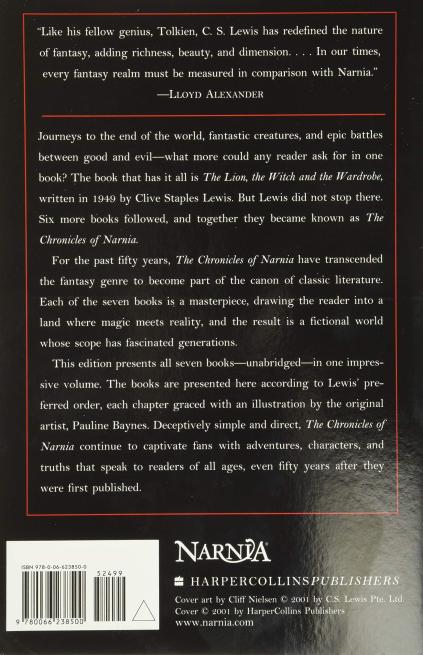 “Like his fellow genius, Tolkien, C. S. Lewis has redefined the nature
of fantasy, adding richness, beauty, and dimension. . . . In our times,
every fantasy realm must be measured in comparison with Narnia.”
—LLOYD ALEXANDER
Journeys to the end of the world, fantastic creatures, and epic battles
between good and evil—what more could any reader ask for in one
book? The book that has it all is The Lion, the Witch and the Wardrobe,
written in 1949 by Clive Staples Lewis. But Lewis did not stop there.
Six more books followed, and together they became known as The
Chronicles of Narnia.
For the past fifty years, The Chronicles of Narnia have transcended
the fantasy genre to become part of the canon of classic literature.
Each of the seven books is a masterpiece, drawing the reader into a
land where magic meets reality, and the result is a fictional world
whose scope has fascinated generations.
This edition presents all seven books—unabridged—in one impres-
sive volume. The books are presented here according to Lewis’ pre-
ferred order, each chapter graced with an illustration by the original
artist, Pauline Baynes. Deceptively simple and direct, The Chronicles of
Narnia continue to captivate fans with adventures, characters, and
truths that speak to readers of all ages, even fifty years after they
were first published.
ISBN 978-0-06-623850-0
52499
9 780066 238500
NARNIA
HARPERCOLLINSPUBLISHERS
Cover art by Cliff Nielsen © 2001 by C.S. Lewis Pte. Ltd.
Cover © 2001 by HarperCollins Publishers
www.narnia.com